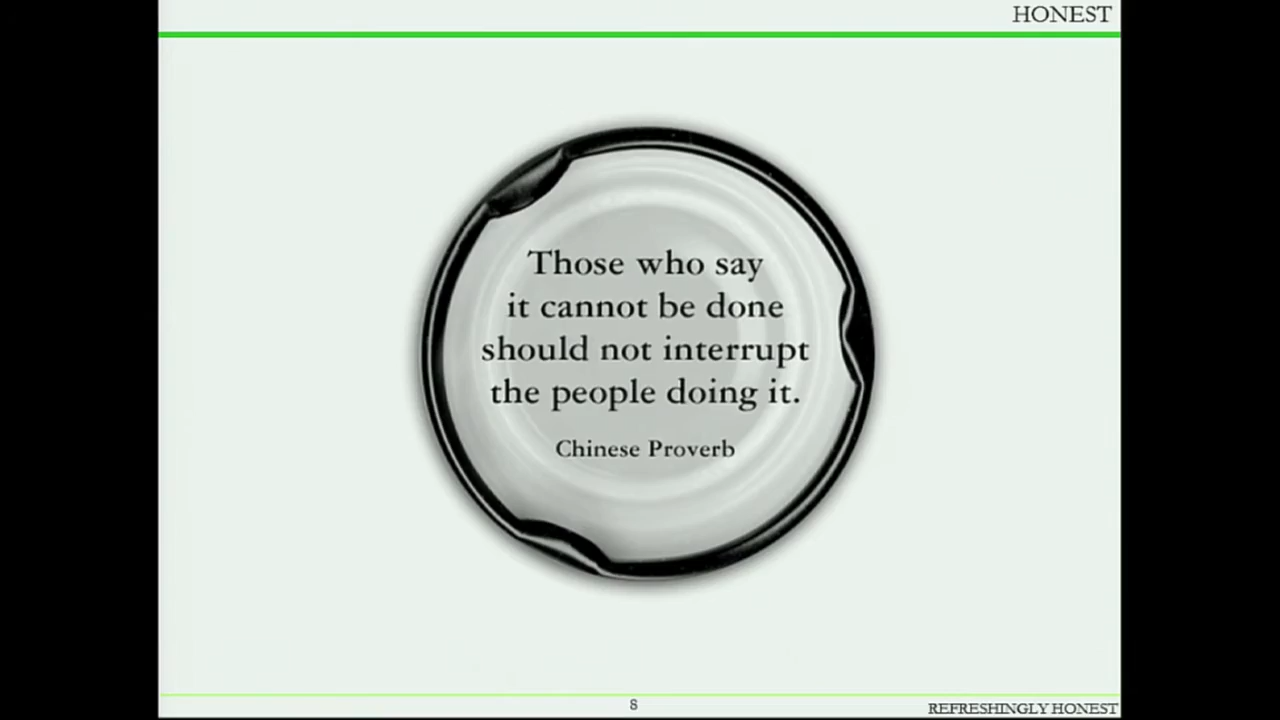 HONEST
Those who say
it cannot be done
should not interrupt
the people doing it.
Chinese Proverb
8
REFRESHINGLY HONEST